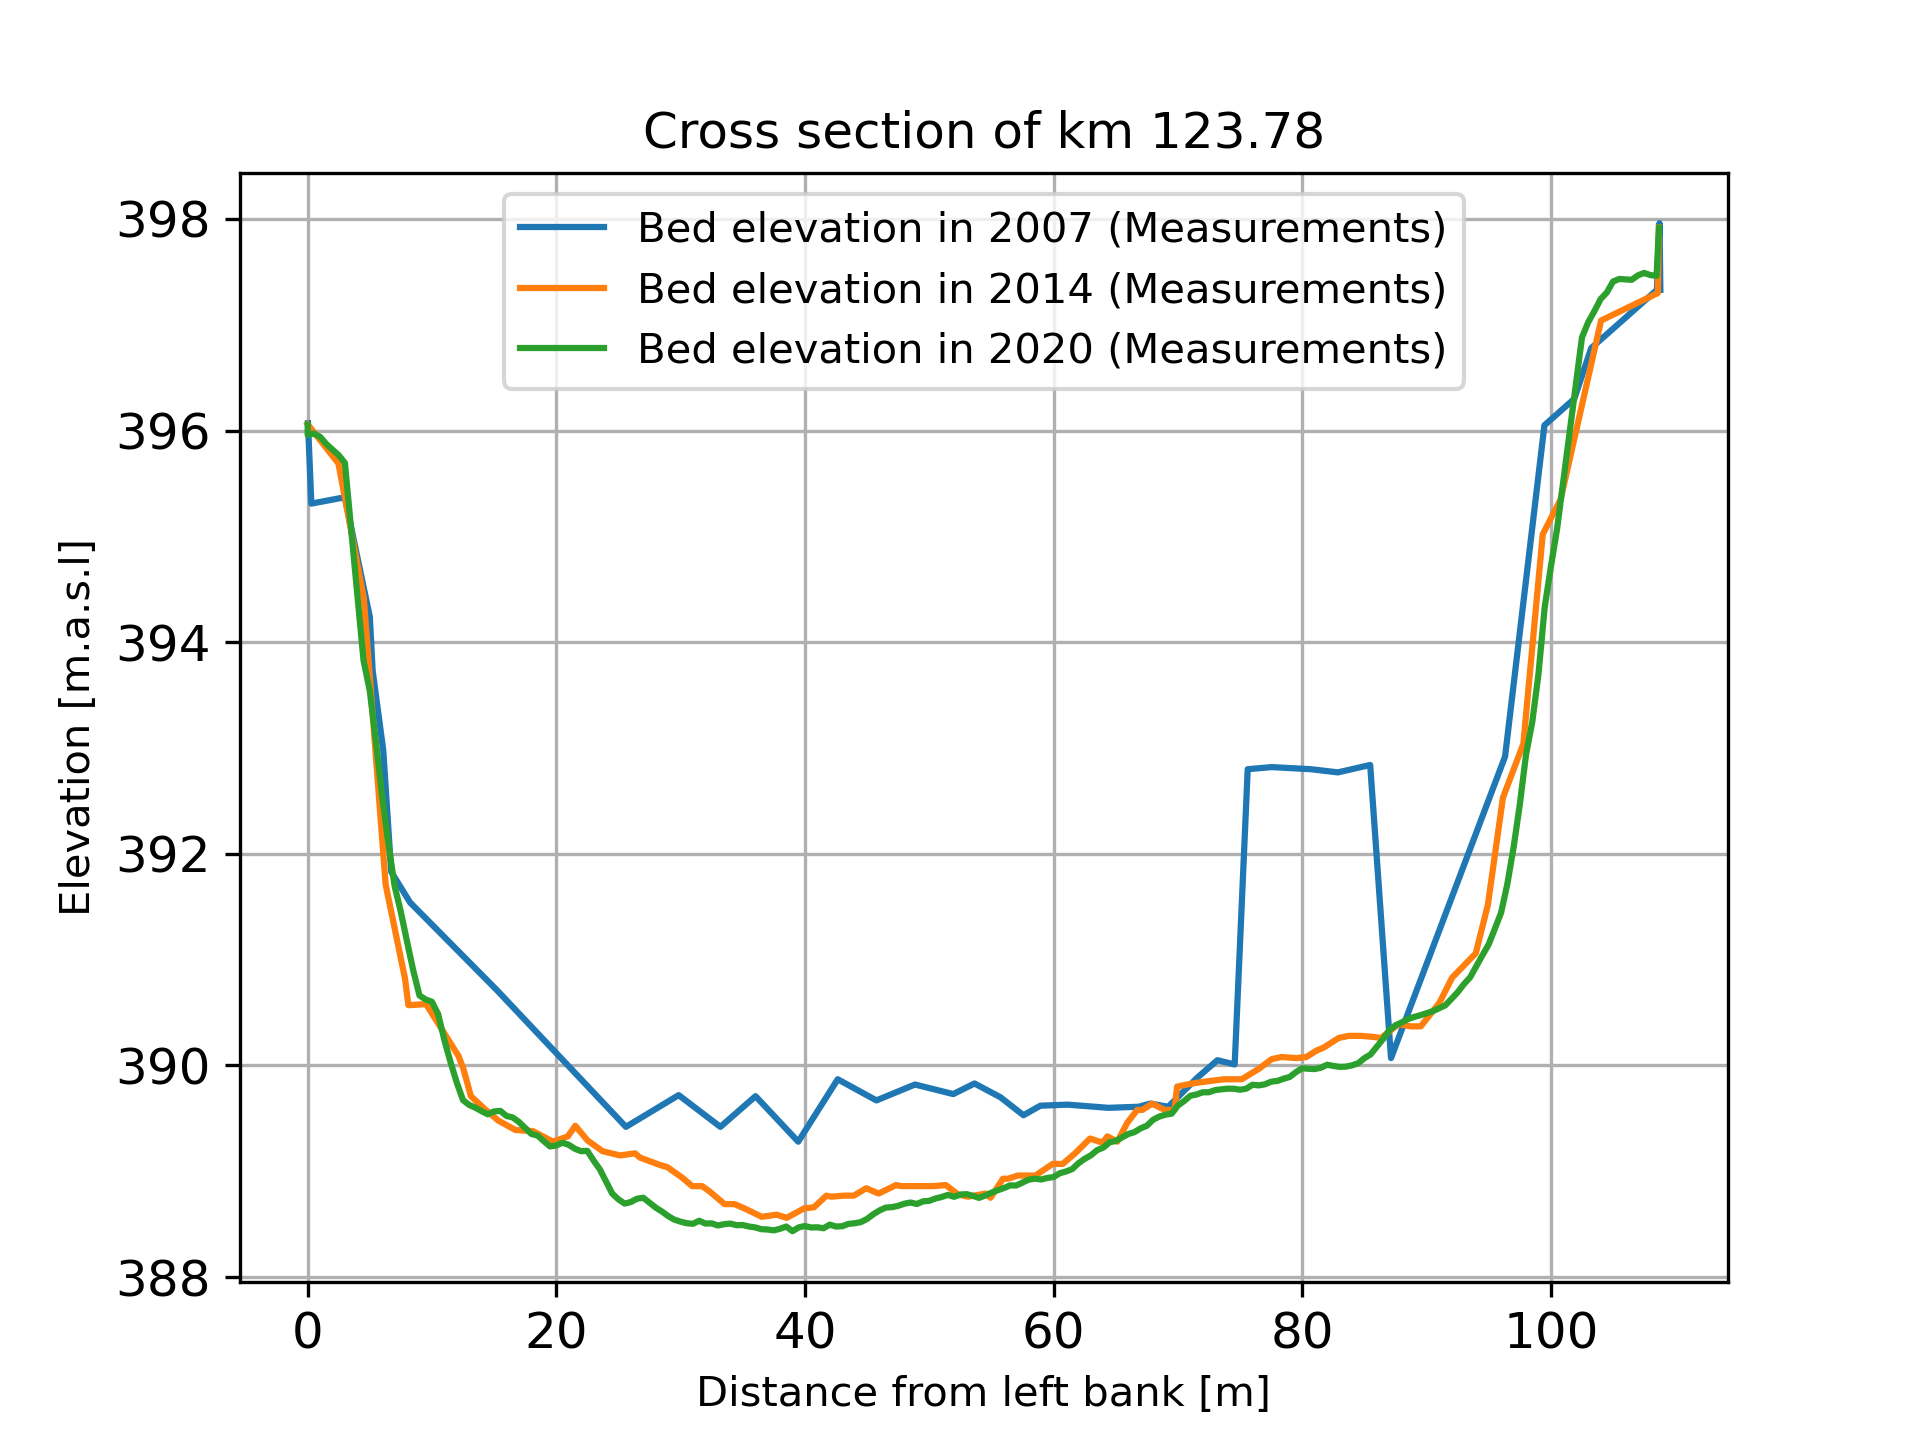 Cross section of km 123.78
Bed elevation in 2007 (Measurements)
Bed elevation in 2014 (Measurements)
Bed elevation in 2020 (Measurements)
Elevation [m.a.s.l]
398
396
394
392
390
388
0 20 40 60 80 100
Distance from left bank [m]